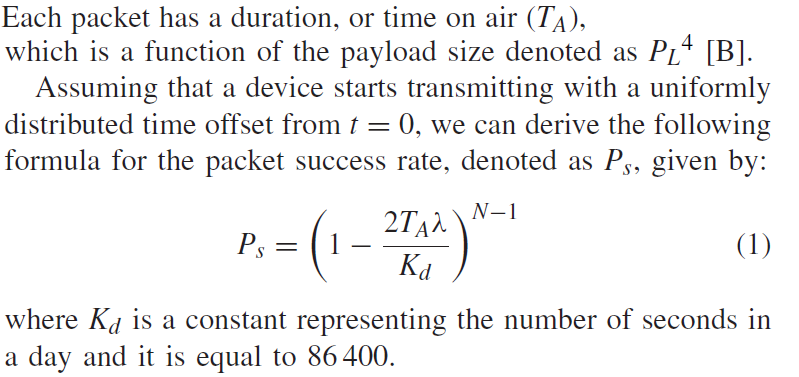 Each packet has a duration, or time on air (T_A),
which is a function of the payload size denoted as P_L⁴ [B].
Assuming that a device starts transmitting with a uniformly
distributed time offset from t = 0, we can derive the following
formula for the packet success rate, denoted as P_s, given by:
P_s = (1 − 2T_Aλ / K_d)^{N−1} (1)
where K_d is a constant representing the number of seconds in
a day and it is equal to 86 400.